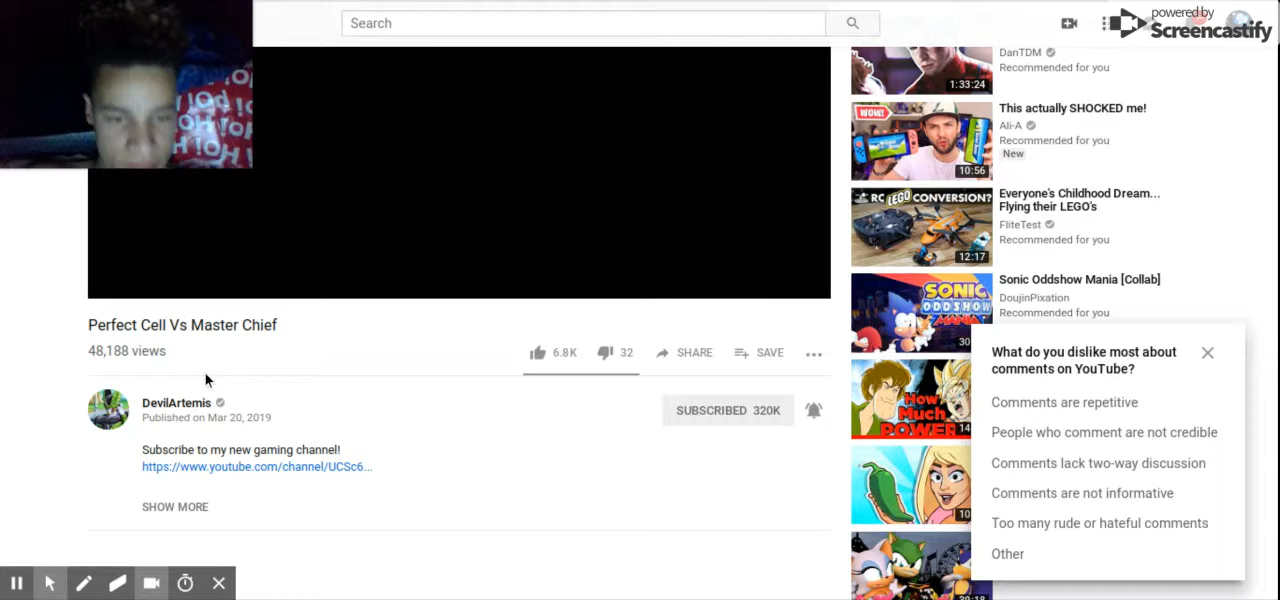 Search
powered by
Screencastify
HO! HO!
DanTDM
Recommended for you
1:33:24
WOW!
This actually SHOCKED me!
Ali-A
Recommended for you
New
10:56
RC LEGO CONVERSION?
Everyone's Childhood Dream...
Flying their LEGO's
FliteTest
Recommended for you
12:17
SONIC
ODDSHOW
MANIA
Sonic Oddshow Mania [Collab]
DoujinPixation
Recommended for you
30
How
Much
POWER
14
10
39:18
Perfect Cell Vs Master Chief
48,188 views
6.8K
32
SHARE
SAVE
DevilArtemis
Published on Mar 20, 2019
SUBSCRIBED 320K
Subscribe to my new gaming channel!
https://www.youtube.com/channel/UCSc6...
SHOW MORE
What do you dislike most about
comments on YouTube?
Comments are repetitive
People who comment are not credible
Comments lack two-way discussion
Comments are not informative
Too many rude or hateful comments
Other